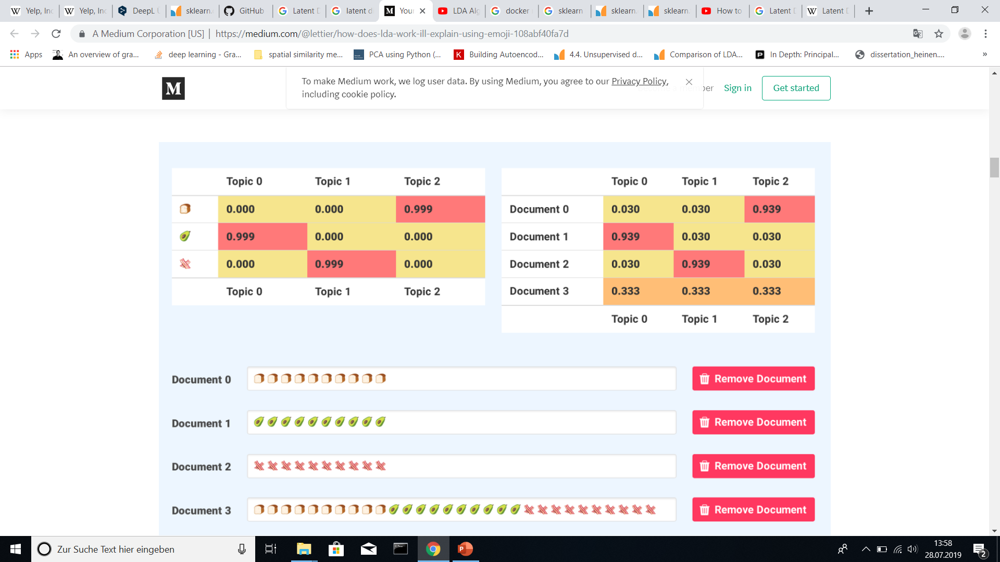 Yelp, Inc
Yelp, Inc
DeepL
sklearn.
GitHub
Latent
latent d
Your
LDA Alg
docker
sklearn
sklearn.
sklearn.
How to
Latent
Latent
A Medium Corporation [US] | https://medium.com/@lettier/how-does-lda-work-ill-explain-using-emoji-108abf40fa7d
Apps An overview of gra... deep learning - Gra... spatial similarity me... PCA using Python (... Building Autoencod... 4.4. Unsupervised d... Comparison of LDA... In Depth: Principal... dissertation_heinen.... »
M
To make Medium work, we log user data. By using Medium, you agree to our Privacy Policy,
including cookie policy.
Sign in
Get started
Topic 0 Topic 1 Topic 2
0.000 0.000 0.999
0.999 0.000 0.000
0.000 0.999 0.000
Topic 0 Topic 1 Topic 2
Topic 0 Topic 1 Topic 2
Document 0 0.030 0.030 0.939
Document 1 0.939 0.030 0.030
Document 2 0.030 0.939 0.030
Document 3 0.333 0.333 0.333
Topic 0 Topic 1 Topic 2
Document 0 Remove Document
Document 1 Remove Document
Document 2 Remove Document
Document 3 Remove Document
Zur Suche Text hier eingeben
13:58
28.07.2019
2